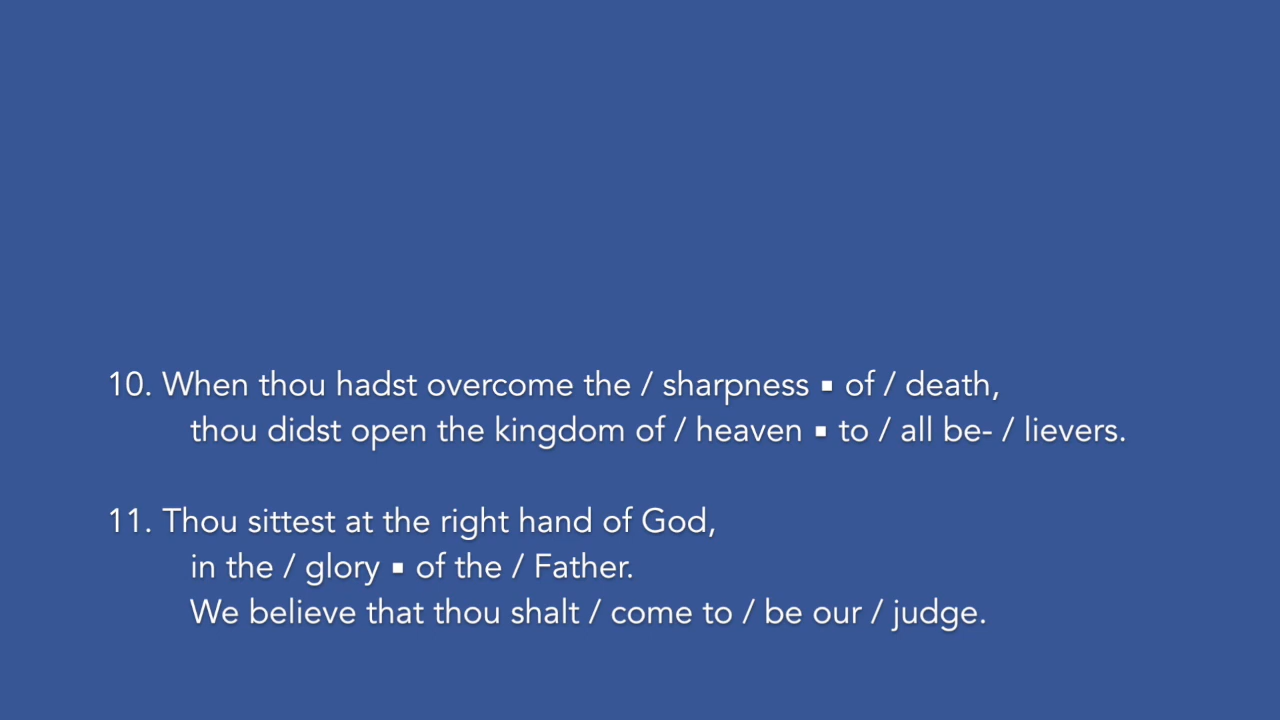 10. When thou hadst overcome the / sharpness ▪ of / death,
thou didst open the kingdom of / heaven ▪ to / all be- / lievers.
11. Thou sittest at the right hand of God,
in the / glory ▪ of the / Father.
We believe that thou shalt / come to / be our / judge.